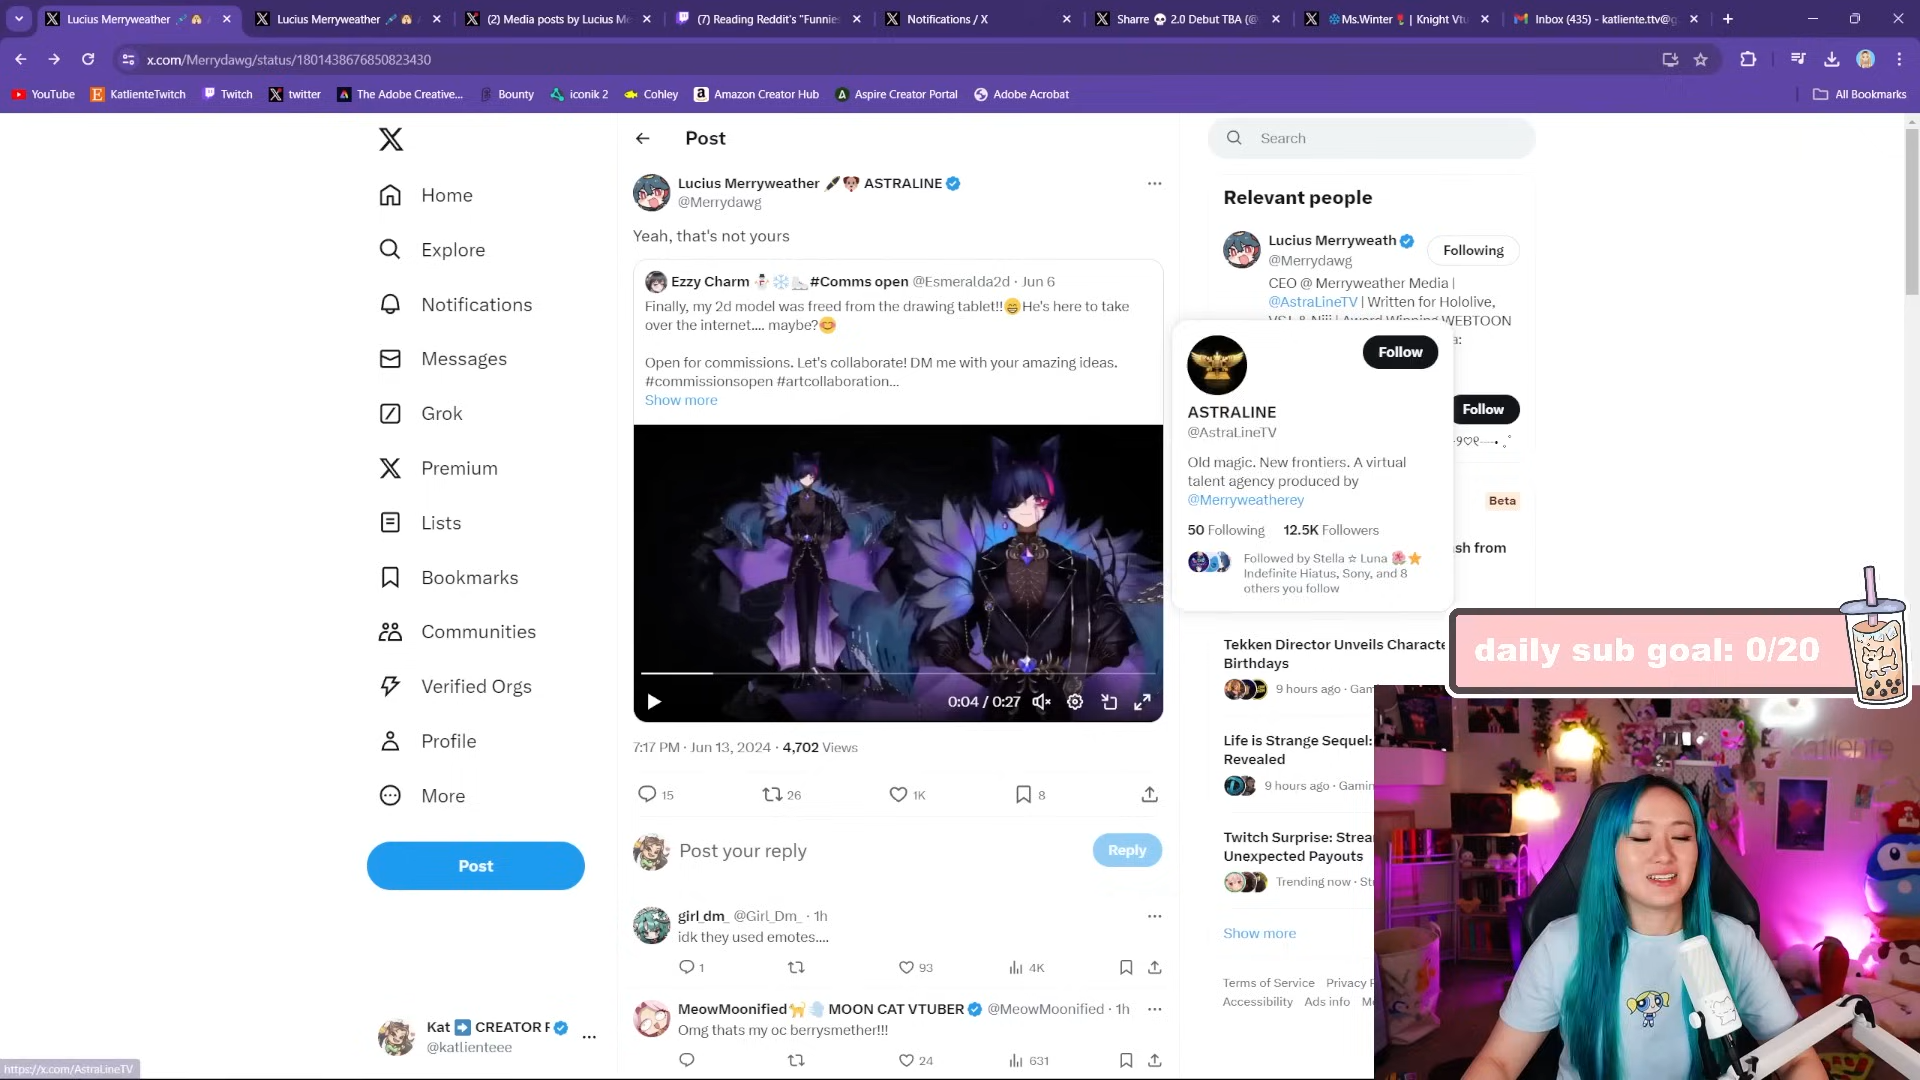 Lucius Merryweather
Lucius Merryweather
(2) Media posts by Lucius Me
(7) Reading Reddit's "Funnie
Notifications / X
Sharre 💀 2.0 Debut TBA (@
❄️Ms.Winter🌹| Knight Vtu
Inbox (435) - katliente.ttv@g
x.com/Merrydawg/status/1801438676850823430
YouTube
KatlienteTwitch
Twitch
twitter
The Adobe Creative...
Bounty
iconik 2
Cohley
Amazon Creator Hub
Aspire Creator Portal
Adobe Acrobat
All Bookmarks
Home
Explore
Notifications
Messages
Grok
Premium
Lists
Bookmarks
Communities
Verified Orgs
Profile
More
Post
Kat ➡️ CREATOR F
@katlienteee
https://x.com/AstraLineTV
Post
Lucius Merryweather ASTRALINE
@Merrydawg
Yeah, that's not yours
Ezzy Charm ⛄❄️⛸️#Comms open @Esmeralda2d · Jun 6
Finally, my 2d model was freed from the drawing tablet!!😁He's here to take
over the internet.... maybe?😊
Open for commissions. Let's collaborate! DM me with your amazing ideas.
#commissionsopen #artcollaboration...
Show more
0:04 / 0:27
7:17 PM · Jun 13, 2024 · 4,702 Views
15
26
1K
8
Post your reply
Reply
girl_dm_ @Girl_Dm_ · 1h
idk they used emotes....
1
93
4K
MeowMoonified🐈💨 MOON CAT VTUBER @MeowMoonified · 1h
Omg thats my oc berrysmether!!!
24
631
Search
Relevant people
Lucius Merryweath
@Merrydawg
Following
CEO @ Merryweather Media |
@AstraLineTV | Written for Hololive,
VSJ & Niji | Award Winning WEBTOON
a:
Follow
ASTRALINE
@AstraLineTV
Old magic. New frontiers. A virtual
talent agency produced by
@Merryweatherey
50 Following 12.5K Followers
Followed by Stella ☆ Luna 🌺⭐
Indefinite Hiatus, Sony, and 8
others you follow
Follow
Beta
sh from
Tekken Director Unveils Characte
Birthdays
9 hours ago · Gam
Life is Strange Sequel:
Revealed
9 hours ago · Gamin
Twitch Surprise: Strea
Unexpected Payouts
Trending now · St
Show more
Terms of Service Privacy P
Accessibility Ads info M
daily sub goal: 0/20
katliente